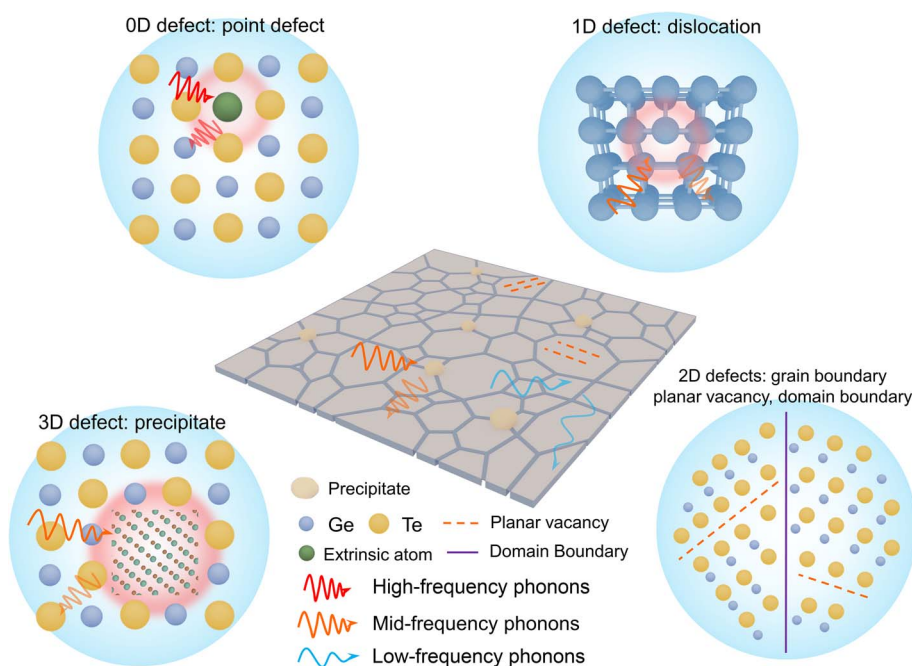 0D defect: point defect
1D defect: dislocation
3D defect: precipitate
2D defects: grain boundary
planar vacancy, domain boundary
Precipitate
Ge
Te
Planar vacancy
Extrinsic atom
Domain Boundary
High-frequency phonons
Mid-frequency phonons
Low-frequency phonons